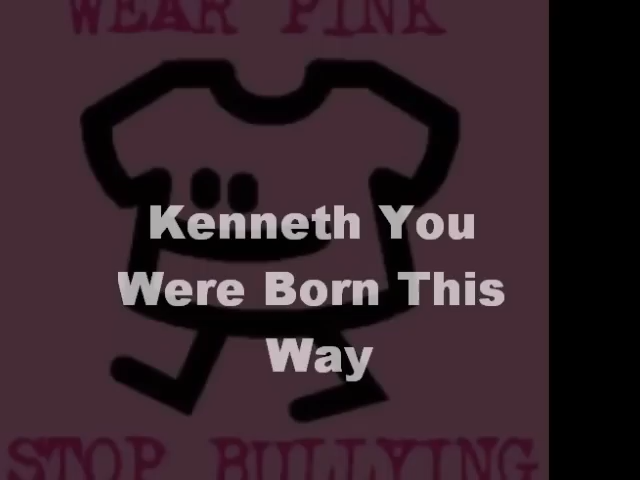 WEAR PINK
Kenneth You
Were Born This
Way
STOP BULLYING